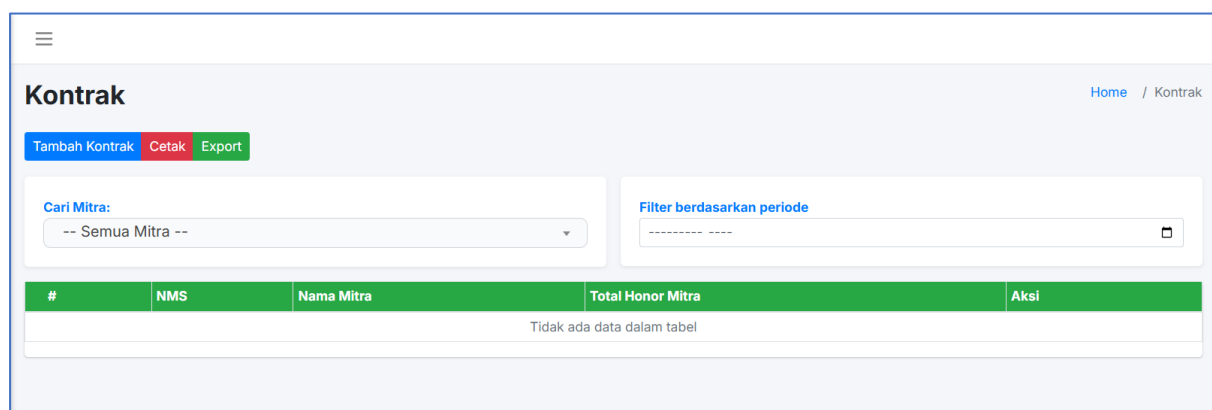 Kontrak
Home / Kontrak
Tambah Kontrak Cetak Export
Cari Mitra:
-- Semua Mitra --
Filter berdasarkan periode
--------- ----
# NMS Nama Mitra Total Honor Mitra Aksi
Tidak ada data dalam tabel